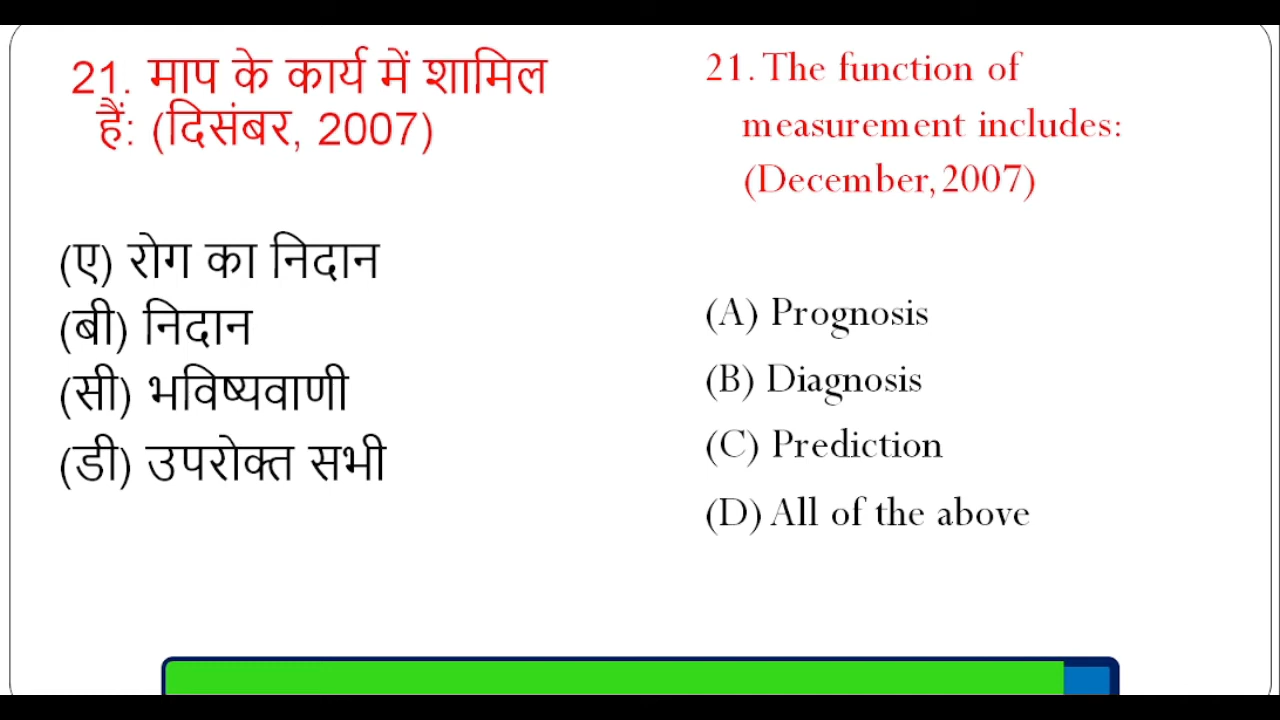 21. माप के कार्य में शामिल
हैं: (दिसंबर, 2007)
(ए) रोग का निदान
(बी) निदान
(सी) भविष्यवाणी
(डी) उपरोक्त सभी
21. The function of
measurement includes:
(December, 2007)
(A) Prognosis
(B) Diagnosis
(C) Prediction
(D) All of the above